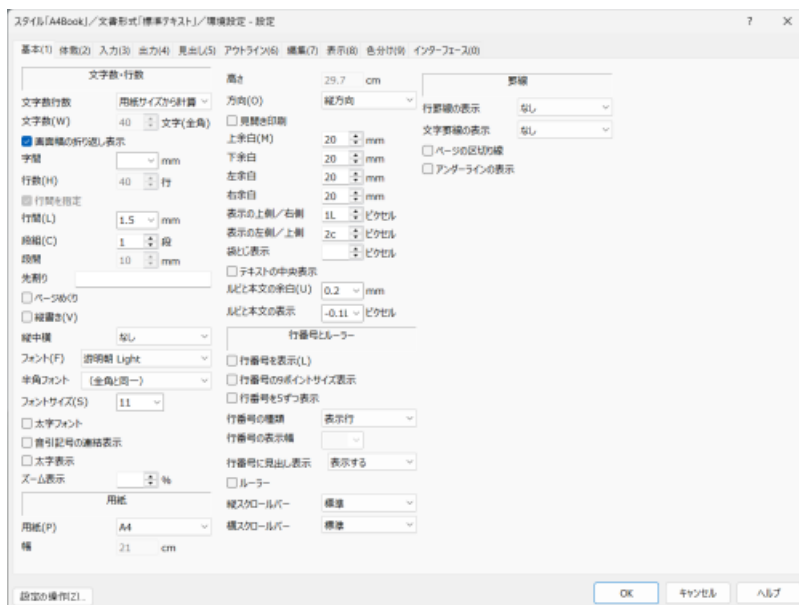 スタイル「A4Book」／文書形式「標準テキスト」／環境設定 - 設定
基本(1) 体裁(2) 入力(3) 出力(4) 見出し(5) アウトライン(6) 編集(7) 表示(8) 色分け(9) インターフェース(0)
文字数・行数
文字数行数 用紙サイズから計算
文字数(W) 40 文字(全角)
画面幅の折り返し表示
字間 mm
行数(H) 40 行
行間を指定
行間(L) 1.5 mm
段組(C) 1 段
段間 10 mm
先割り
ページめくり
縦書き(V)
縦中横 なし
フォント(F) 游明朝 Light
半角フォント (全角と同一)
フォントサイズ(S) 11
太字フォント
音引記号の連結表示
太字表示
ズーム表示 %
用紙
用紙(P) A4
幅 21 cm
高さ 29.7 cm
方向(O) 縦方向
見開き印刷
上余白(M) 20 mm
下余白 20 mm
左余白 20 mm
右余白 20 mm
表示の上側／右側 1L ピクセル
表示の左側／上側 2c ピクセル
袋とじ表示 ピクセル
テキストの中央表示
ルビと本文の余白(U) 0.2 mm
ルビと本文の表示 -0.1L ピクセル
行番号とルーラー
行番号を表示(L)
行番号の9ポイントサイズ表示
行番号を5ずつ表示
行番号の種類 表示行
行番号の表示幅
行番号に見出し表示 表示する
ルーラー
縦スクロールバー 標準
横スクロールバー 標準
罫線
行罫線の表示 なし
文字罫線の表示 なし
ページの区切り線
アンダーラインの表示
設定の操作(Z)...
OK キャンセル ヘルプ